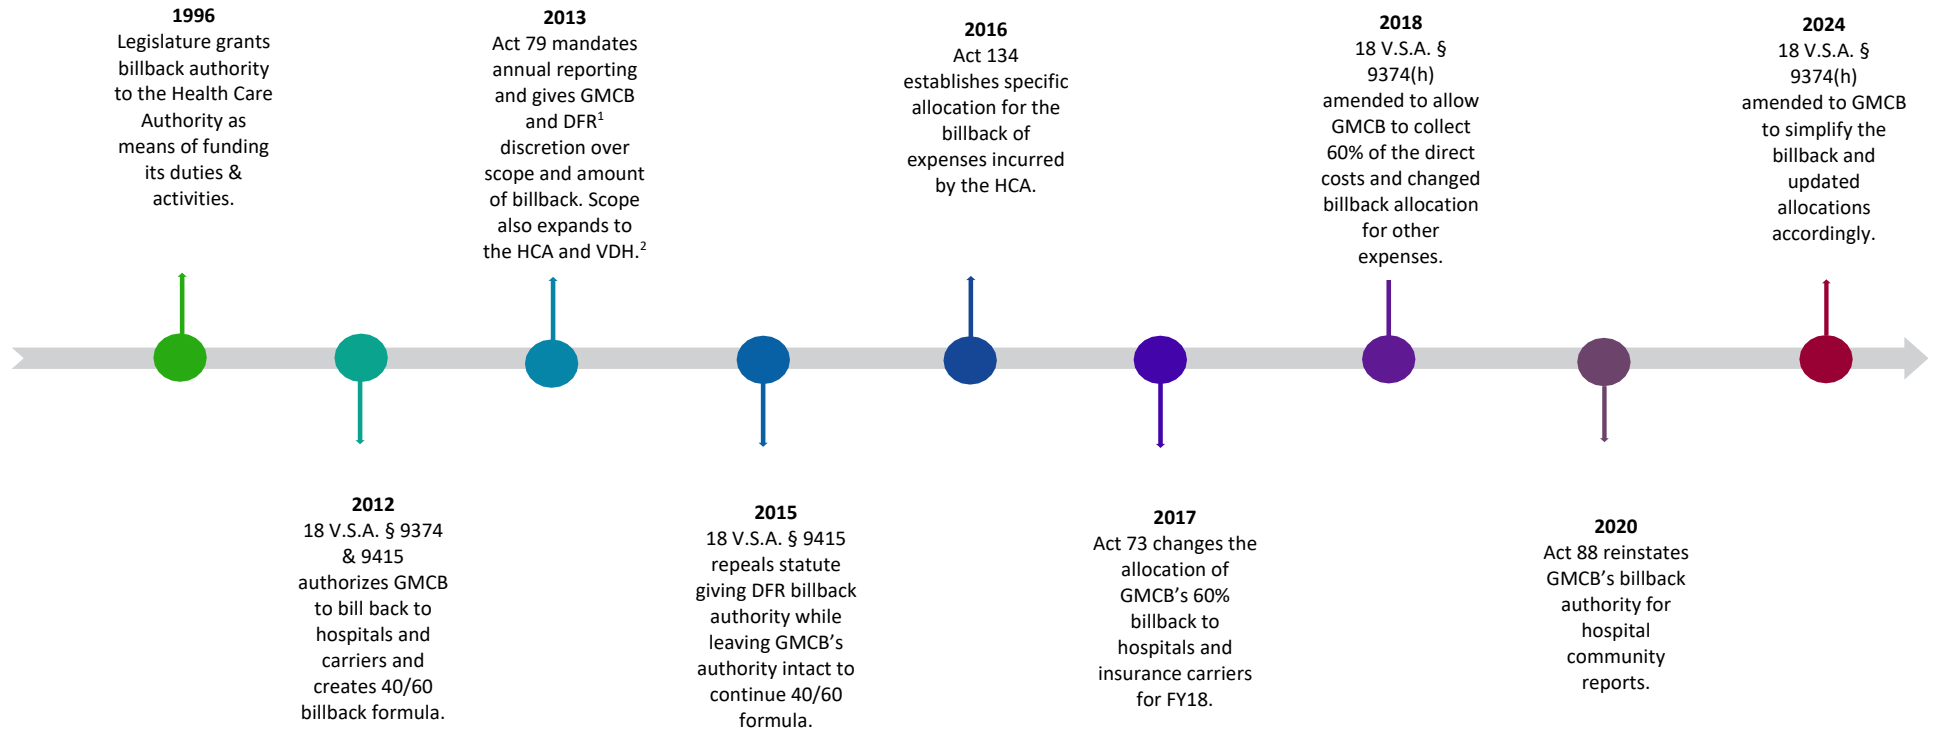 1996
Legislature grants
billback authority
to the Health Care
Authority as
means of funding
its duties &
activities.
2013
Act 79 mandates
annual reporting
and gives GMCB
and DFR¹
discretion over
scope and amount
of billback. Scope
also expands to
the HCA and VDH.²
2016
Act 134
establishes specific
allocation for the
billback of
expenses incurred
by the HCA.
2018
18 V.S.A. §
9374(h)
amended to allow
GMCB to collect
60% of the direct
costs and changed
billback allocation
for other
expenses.
2024
18 V.S.A. §
9374(h)
amended to GMCB
to simplify the
billback and
updated
allocations
accordingly.
2012
18 V.S.A. § 9374
& 9415
authorizes GMCB
to bill back to
hospitals and
carriers and
creates 40/60
billback formula.
2015
18 V.S.A. § 9415
repeals statute
giving DFR billback
authority while
leaving GMCB’s
authority intact to
continue 40/60
formula.
2017
Act 73 changes the
allocation of
GMCB’s 60%
billback to
hospitals and
insurance carriers
for FY18.
2020
Act 88 reinstates
GMCB’s billback
authority for
hospital
community
reports.